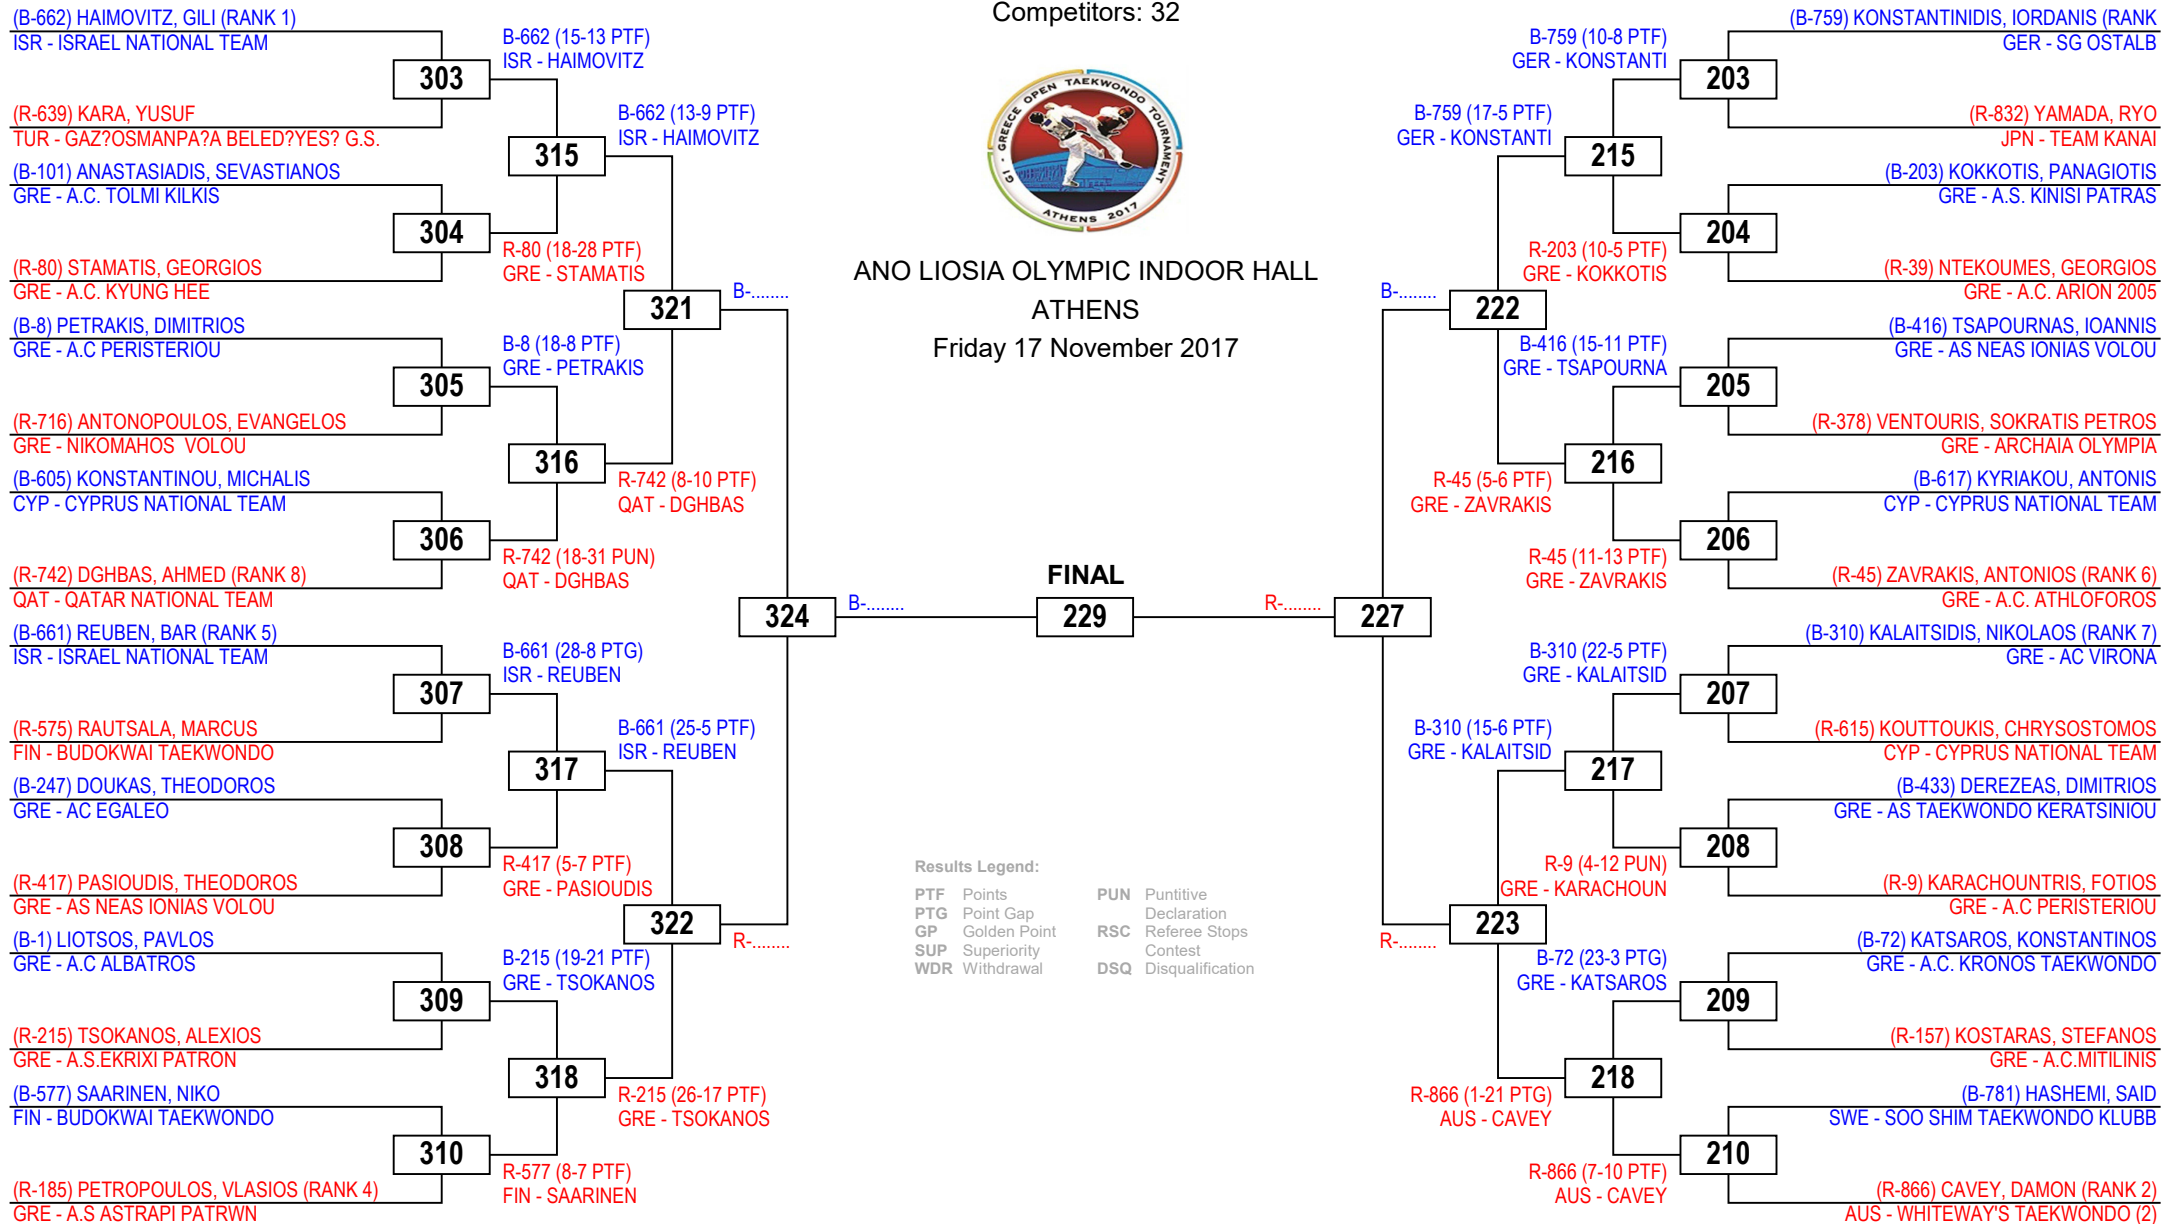 Competitors: 32
GI - GREECE OPEN TAEKWONDO TOURNAMENT
ATHENS 2017
ANO LIOSIA OLYMPIC INDOOR HALL
ATHENS
Friday 17 November 2017
(B-662) HAIMOVITZ, GILI (RANK 1)
ISR - ISRAEL NATIONAL TEAM
303
(R-639) KARA, YUSUF
TUR - GAZ?OSMANPA?A BELED?YES? G.S.
(B-101) ANASTASIADIS, SEVASTIANOS
GRE - A.C. TOLMI KILKIS
304
(R-80) STAMATIS, GEORGIOS
GRE - A.C. KYUNG HEE
(B-8) PETRAKIS, DIMITRIOS
GRE - A.C PERISTERIOU
305
(R-716) ANTONOPOULOS, EVANGELOS
GRE - NIKOMAHOS  VOLOU
(B-605) KONSTANTINOU, MICHALIS
CYP - CYPRUS NATIONAL TEAM
306
(R-742) DGHBAS, AHMED (RANK 8)
QAT - QATAR NATIONAL TEAM
(B-661) REUBEN, BAR (RANK 5)
ISR - ISRAEL NATIONAL TEAM
307
(R-575) RAUTSALA, MARCUS
FIN - BUDOKWAI TAEKWONDO
(B-247) DOUKAS, THEODOROS
GRE - AC EGALEO
308
(R-417) PASIOUDIS, THEODOROS
GRE - AS NEAS IONIAS VOLOU
(B-1) LIOTSOS, PAVLOS
GRE - A.C ALBATROS
309
(R-215) TSOKANOS, ALEXIOS
GRE - A.S.EKRIXI PATRON
(B-577) SAARINEN, NIKO
FIN - BUDOKWAI TAEKWONDO
310
(R-185) PETROPOULOS, VLASIOS (RANK 4)
GRE - A.S ASTRAPI PATRWN
B-662 (15-13 PTF)
ISR - HAIMOVITZ
315
R-80 (18-28 PTF)
GRE - STAMATIS
B-8 (18-8 PTF)
GRE - PETRAKIS
316
R-742 (18-31 PUN)
QAT - DGHBAS
B-661 (28-8 PTG)
ISR - REUBEN
317
R-417 (5-7 PTF)
GRE - PASIOUDIS
B-215 (19-21 PTF)
GRE - TSOKANOS
318
R-577 (8-7 PTF)
FIN - SAARINEN
B-662 (13-9 PTF)
ISR - HAIMOVITZ
321
R-742 (8-10 PTF)
QAT - DGHBAS
B-661 (25-5 PTF)
ISR - REUBEN
322
R-215 (26-17 PTF)
GRE - TSOKANOS
B-........
324
R-........
B-........
FINAL
229
R-........
B-........
227
R-........
B-759 (17-5 PTF)
GER - KONSTANTI
222
R-45 (5-6 PTF)
GRE - ZAVRAKIS
B-310 (15-6 PTF)
GRE - KALAITSID
223
R-866 (1-21 PTG)
AUS - CAVEY
B-759 (10-8 PTF)
GER - KONSTANTI
215
R-203 (10-5 PTF)
GRE - KOKKOTIS
B-416 (15-11 PTF)
GRE - TSAPOURNA
216
R-45 (11-13 PTF)
GRE - ZAVRAKIS
B-310 (22-5 PTF)
GRE - KALAITSID
217
R-9 (4-12 PUN)
GRE - KARACHOUN
B-72 (23-3 PTG)
GRE - KATSAROS
218
R-866 (7-10 PTF)
AUS - CAVEY
(B-759) KONSTANTINIDIS, IORDANIS (RANK
GER - SG OSTALB
203
(R-832) YAMADA, RYO
JPN - TEAM KANAI
(B-203) KOKKOTIS, PANAGIOTIS
GRE - A.S. KINISI PATRAS
204
(R-39) NTEKOUMES, GEORGIOS
GRE - A.C. ARION 2005
(B-416) TSAPOURNAS, IOANNIS
GRE - AS NEAS IONIAS VOLOU
205
(R-378) VENTOURIS, SOKRATIS PETROS
GRE - ARCHAIA OLYMPIA
(B-617) KYRIAKOU, ANTONIS
CYP - CYPRUS NATIONAL TEAM
206
(R-45) ZAVRAKIS, ANTONIOS (RANK 6)
GRE - A.C. ATHLOFOROS
(B-310) KALAITSIDIS, NIKOLAOS (RANK 7)
GRE - AC VIRONA
207
(R-615) KOUTTOUKIS, CHRYSOSTOMOS
CYP - CYPRUS NATIONAL TEAM
(B-433) DEREZEAS, DIMITRIOS
GRE - AS TAEKWONDO KERATSINIOU
208
(R-9) KARACHOUNTRIS, FOTIOS
GRE - A.C PERISTERIOU
(B-72) KATSAROS, KONSTANTINOS
GRE - A.C. KRONOS TAEKWONDO
209
(R-157) KOSTARAS, STEFANOS
GRE - A.C.MITILINIS
(B-781) HASHEMI, SAID
SWE - SOO SHIM TAEKWONDO KLUBB
210
(R-866) CAVEY, DAMON (RANK 2)
AUS - WHITEWAY'S TAEKWONDO (2)
Results Legend:
PTF Points
PTG Point Gap
GP Golden Point
SUP Superiority
WDR Withdrawal
PUN Puntitive
Declaration
RSC Referee Stops
Contest
DSQ Disqualification